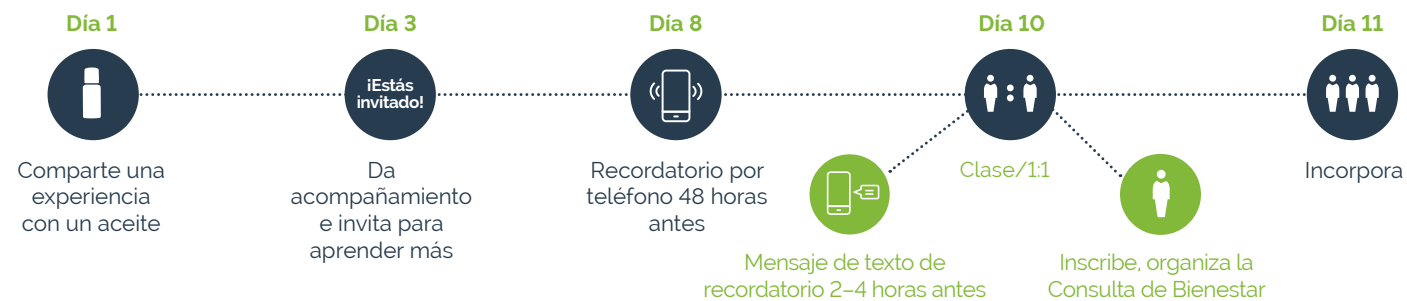 Día 1
Comparte una
experiencia
con un aceite
Día 3
¡Estás
invitado!
Da
acompañamiento
e invita para
aprender más
Día 8
Recordatorio por
teléfono 48 horas
antes
Día 10
Clase/1:1
Mensaje de texto de
recordatorio 2–4 horas antes
Inscribe, organiza la
Consulta de Bienestar
Día 11
Incorpora